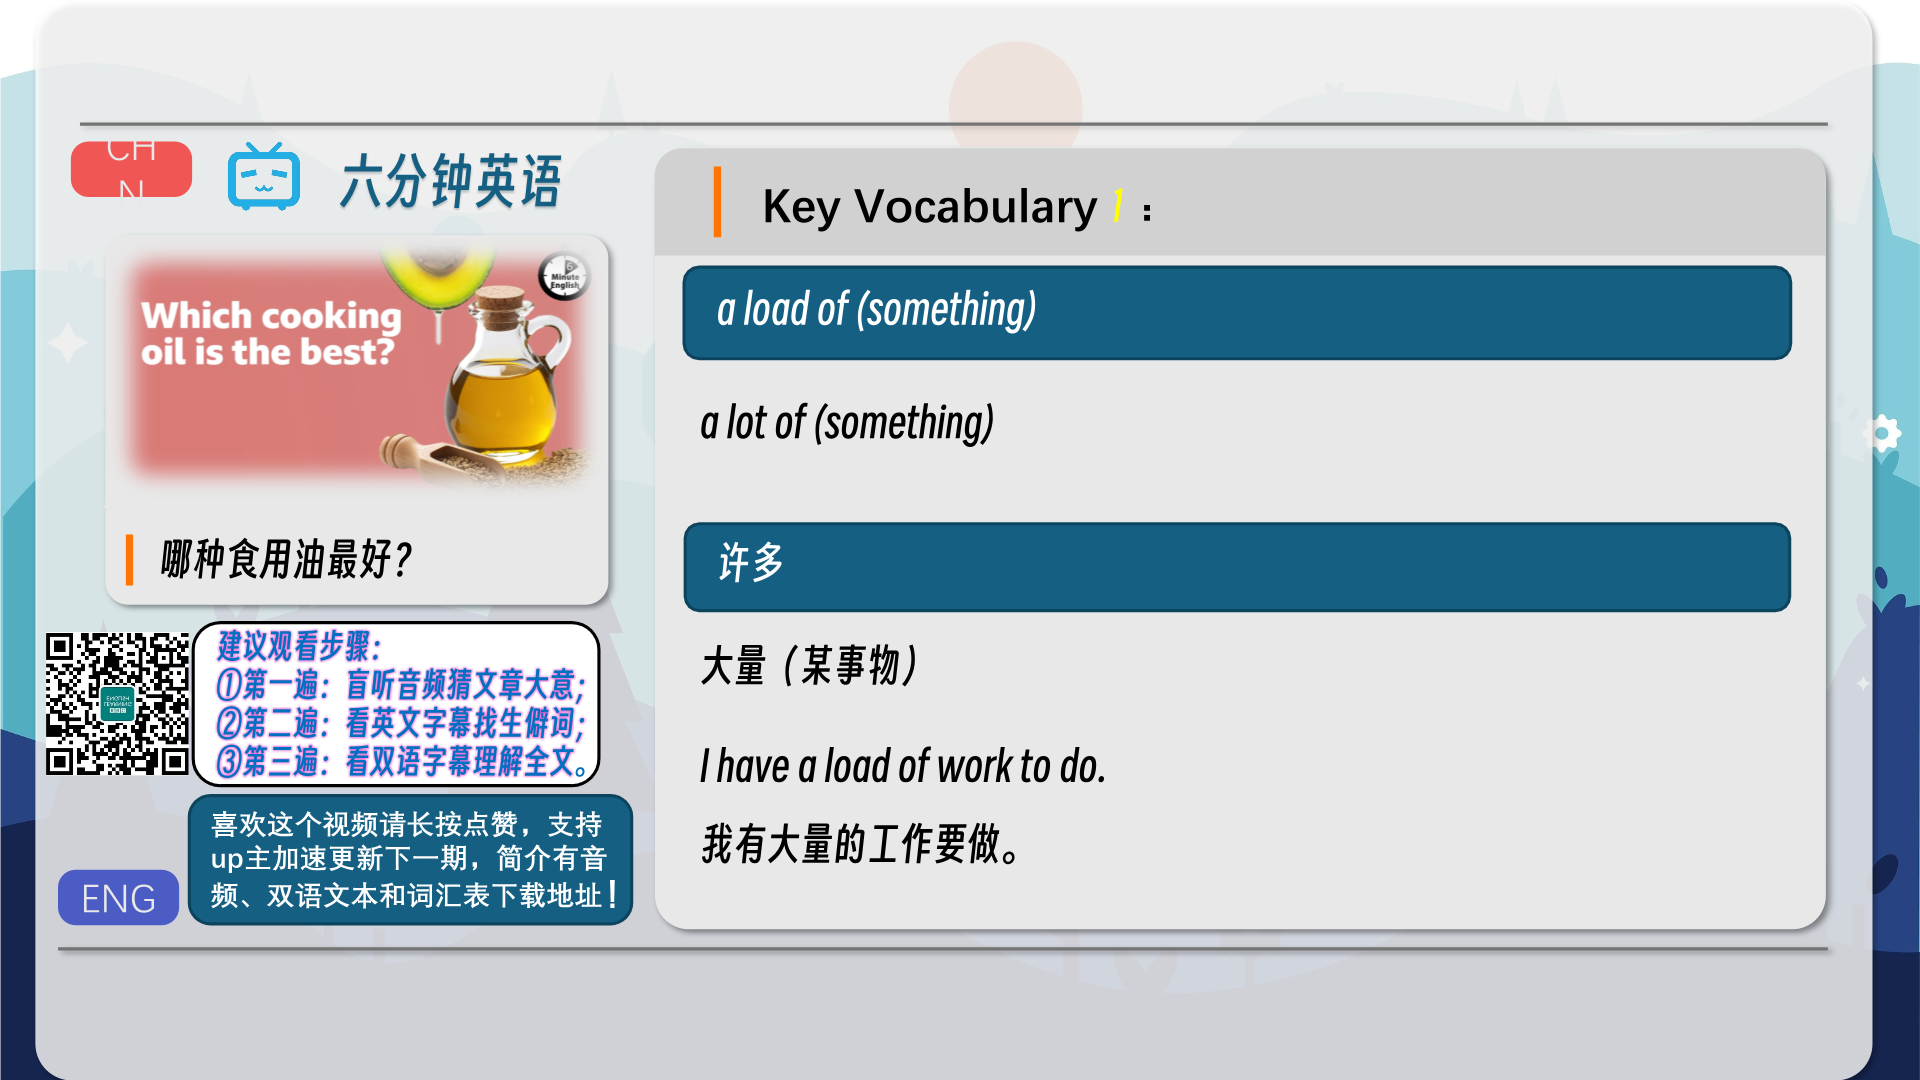 CH
N
六分钟英语
Which cooking
oil is the best?
6
Minute
English
哪种食用油最好？
建议观看步骤：
①第一遍：盲听音频猜文章大意；
②第二遍：看英文字幕找生僻词；
③第三遍：看双语字幕理解全文。
喜欢这个视频请长按点赞，支持
up主加速更新下一期，简介有音
频、双语文本和词汇表下载地址！
ENG
Key Vocabulary 1：
a load of (something)
a lot of (something)
许多
大量（某事物）
I have a load of work to do.
我有大量的工作要做。